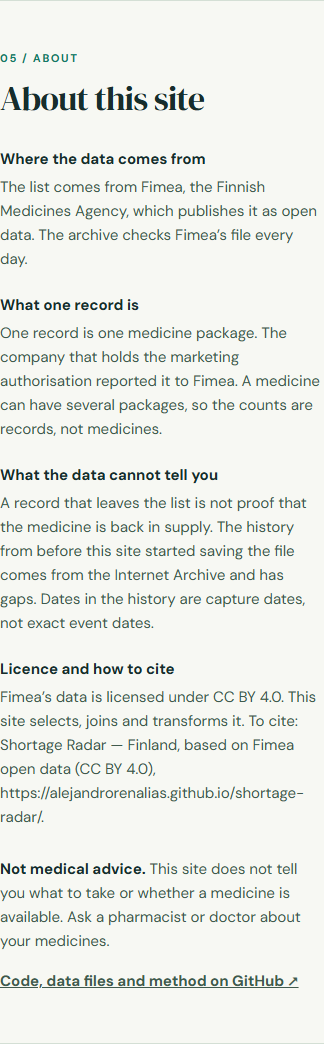 05 / ABOUT
About this site
Where the data comes from
The list comes from Fimea, the Finnish
Medicines Agency, which publishes it as open
data. The archive checks Fimea’s file every
day.
What one record is
One record is one medicine package. The
company that holds the marketing
authorisation reported it to Fimea. A medicine
can have several packages, so the counts are
records, not medicines.
What the data cannot tell you
A record that leaves the list is not proof that
the medicine is back in supply. The history
from before this site started saving the file
comes from the Internet Archive and has
gaps. Dates in the history are capture dates,
not exact event dates.
Licence and how to cite
Fimea’s data is licensed under CC BY 4.0. This
site selects, joins and transforms it. To cite:
Shortage Radar — Finland, based on Fimea
open data (CC BY 4.0),
https://alejandrorenalias.github.io/shortage-
radar/.
Not medical advice. This site does not tell
you what to take or whether a medicine is
available. Ask a pharmacist or doctor about
your medicines.
Code, data files and method on GitHub ↗